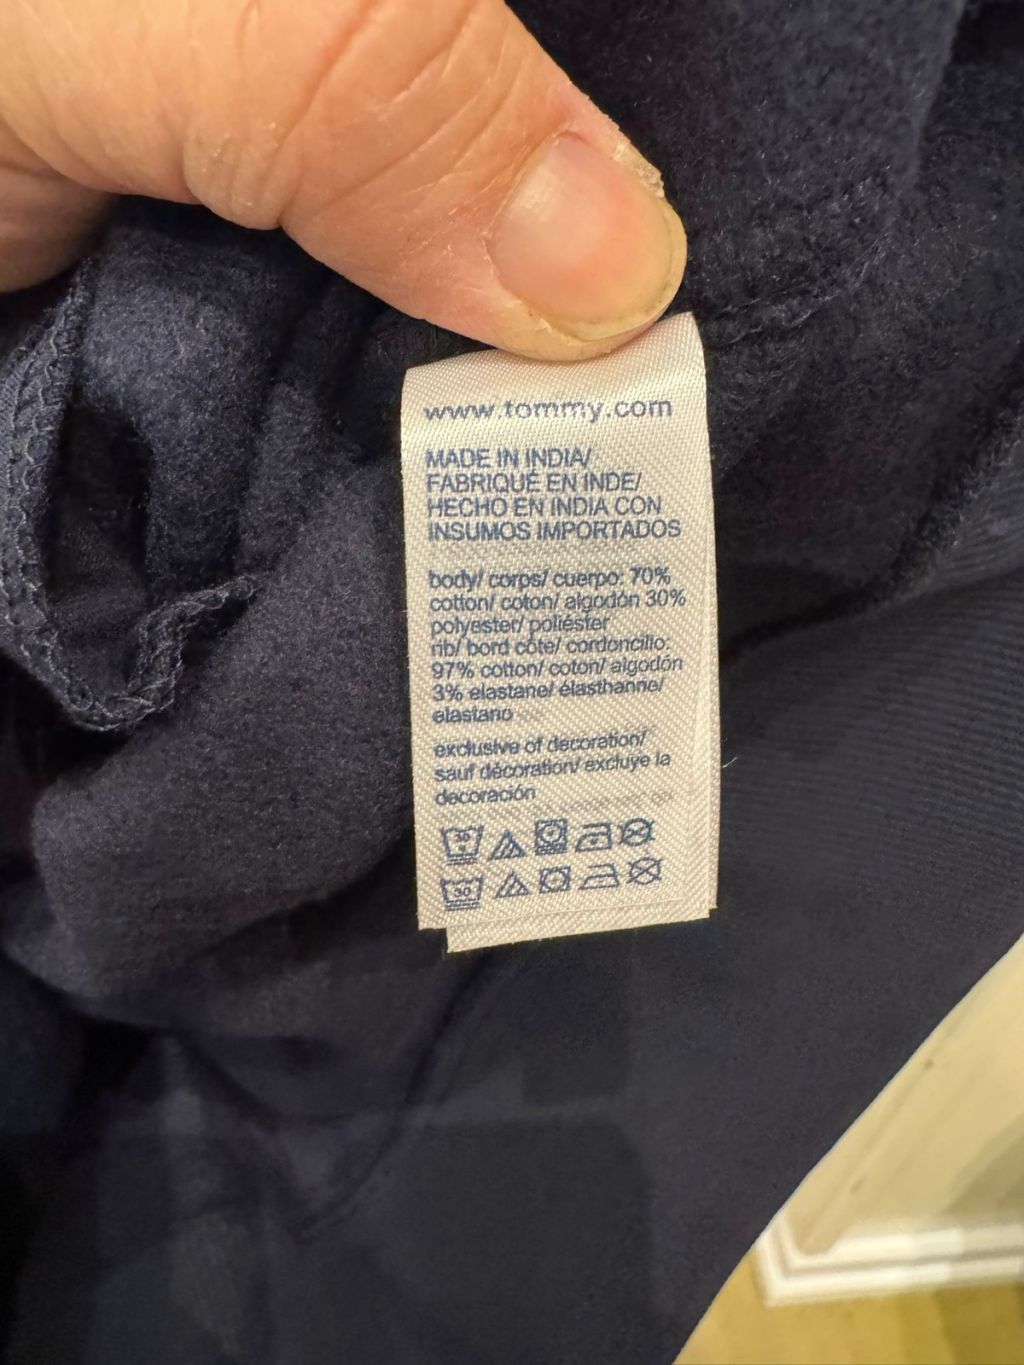 www.tommy.com
MADE IN INDIA/
FABRIQUÉ EN INDE/
HECHO EN INDIA CON
INSUMOS IMPORTADOS
body/ corps/ cuerpo: 70%
cotton/ coton/ algodón 30%
polyester/ poliéster
rib/ bord côte/ cordoncillo:
97% cotton/ coton/ algodón
3% elastane/ élasthanne/
elastano
exclusive of decoration/
sauf décoration/ excluye la
decoración
30
30